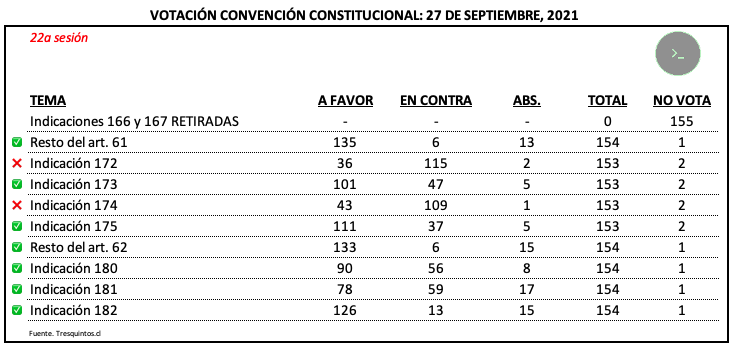 VOTACIÓN CONVENCIÓN CONSTITUCIONAL: 27 DE SEPTIEMBRE, 2021
22a sesión
>_
TEMA A FAVOR EN CONTRA ABS. TOTAL NO VOTA
Indicaciones 166 y 167 RETIRADAS - - - 0 155
Resto del art. 61 135 6 13 154 1
Indicación 172 36 115 2 153 2
Indicación 173 101 47 5 153 2
Indicación 174 43 109 1 153 2
Indicación 175 111 37 5 153 2
Resto del art. 62 133 6 15 154 1
Indicación 180 90 56 8 154 1
Indicación 181 78 59 17 154 1
Indicación 182 126 13 15 154 1
Fuente. Tresquintos.cl